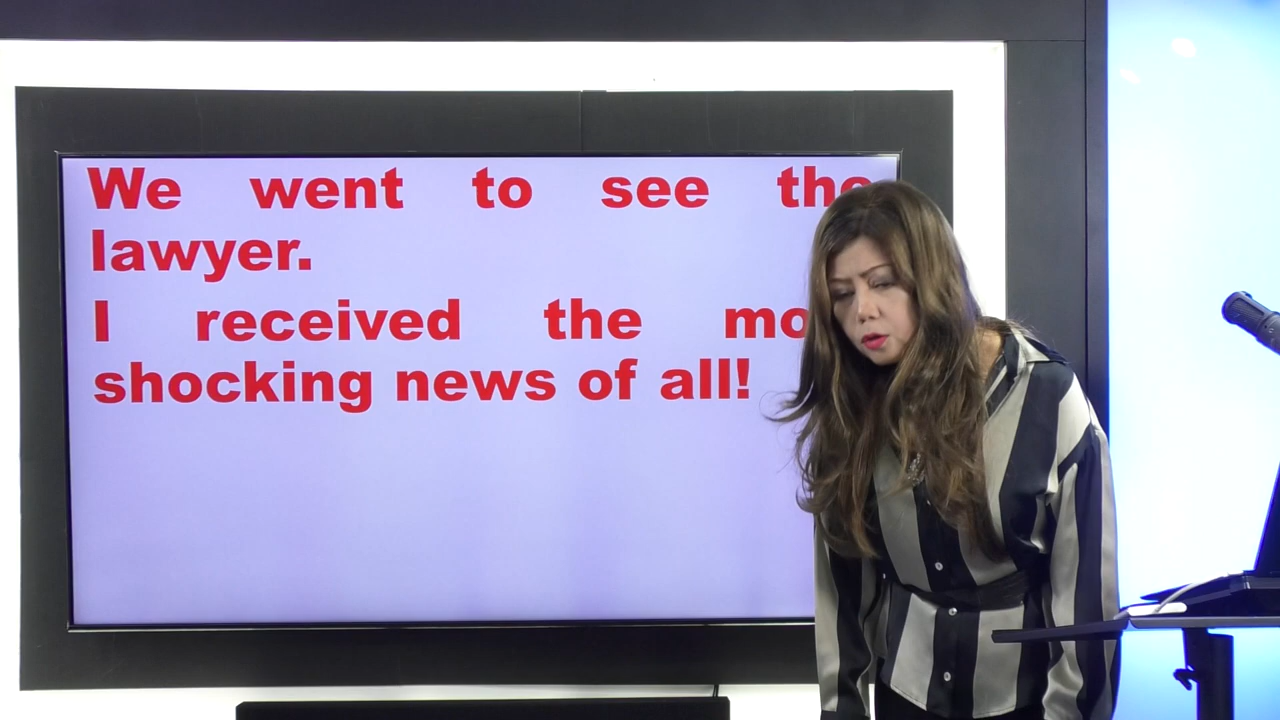 We went to see the
lawyer.
I received the
shocking news of all!